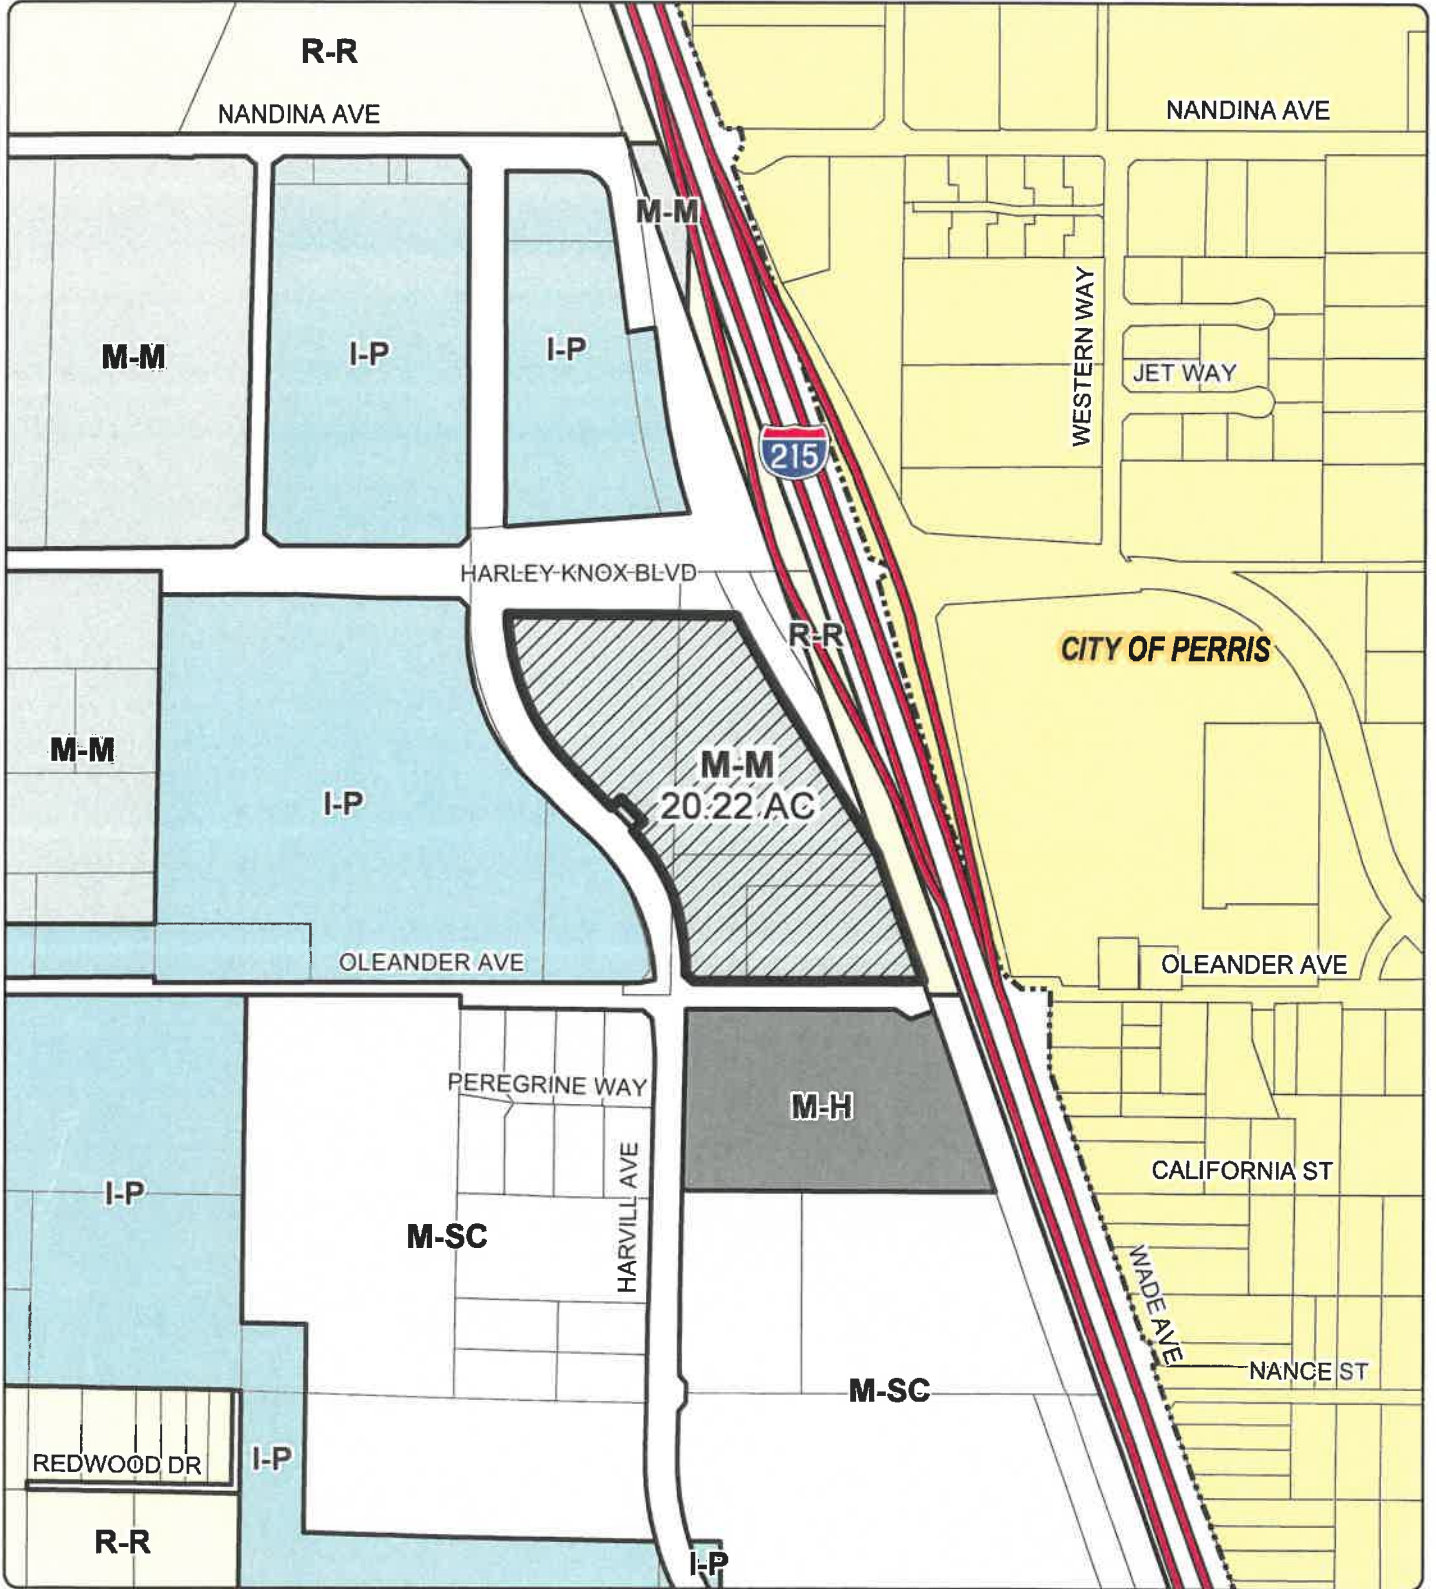 R-R
NANDINA AVE
NANDINA AVE
M-M
M-M
I-P
I-P
WESTERN WAY
JET WAY
215
HARLEY KNOX BLVD
R-R
CITY OF PERRIS
M-M
I-P
M-M
20.22 AC
OLEANDER AVE
OLEANDER AVE
PEREGRINE WAY
M-H
HARVILL AVE
CALIFORNIA ST
I-P
M-SC
WADE AVE
NANCE ST
M-SC
REDWOOD DR
I-P
R-R
I-P